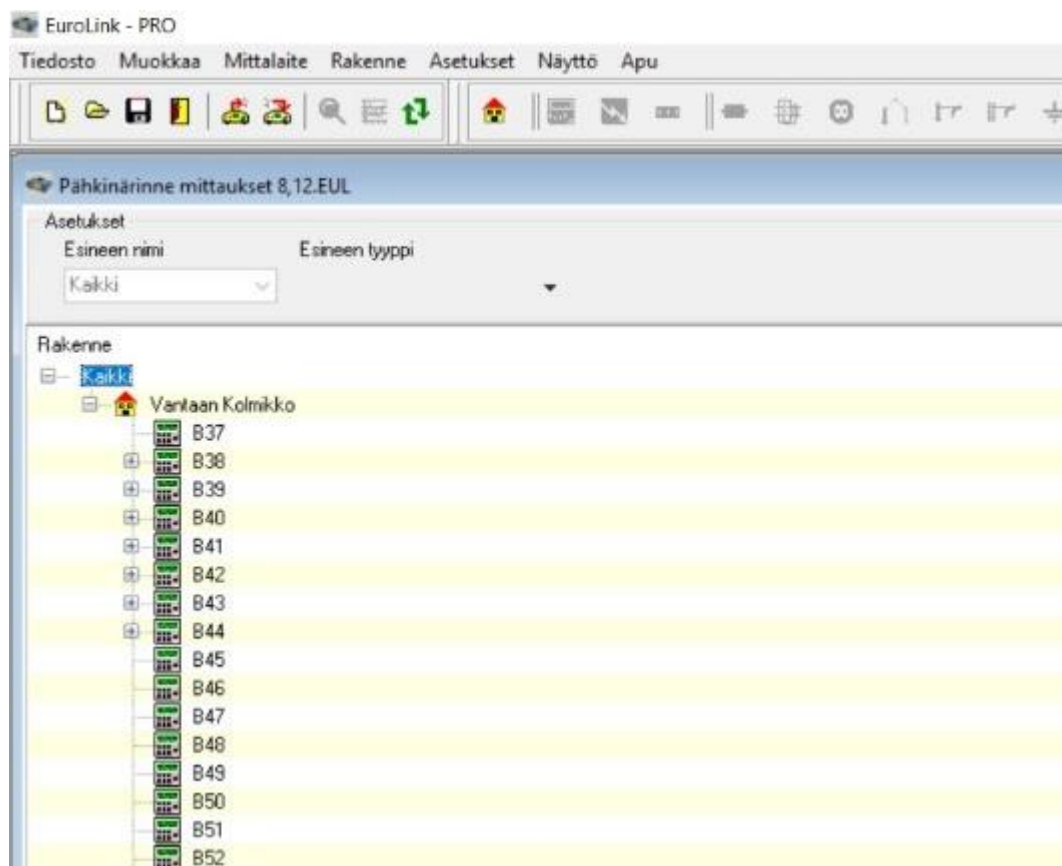 EuroLink - PRO
Tiedosto Muokkaa Mittalaite Rakenne Asetukset Näyttö Apu
Pähkinärinne mittaukset 8,12.EUL
Asetukset
Esineen nimi Esineen tyyppi
Kaikki
Rakenne
Kaikki
Vantaan Kolmikko
B37
B38
B39
B40
B41
B42
B43
B44
B45
B46
B47
B48
B49
B50
B51
B52